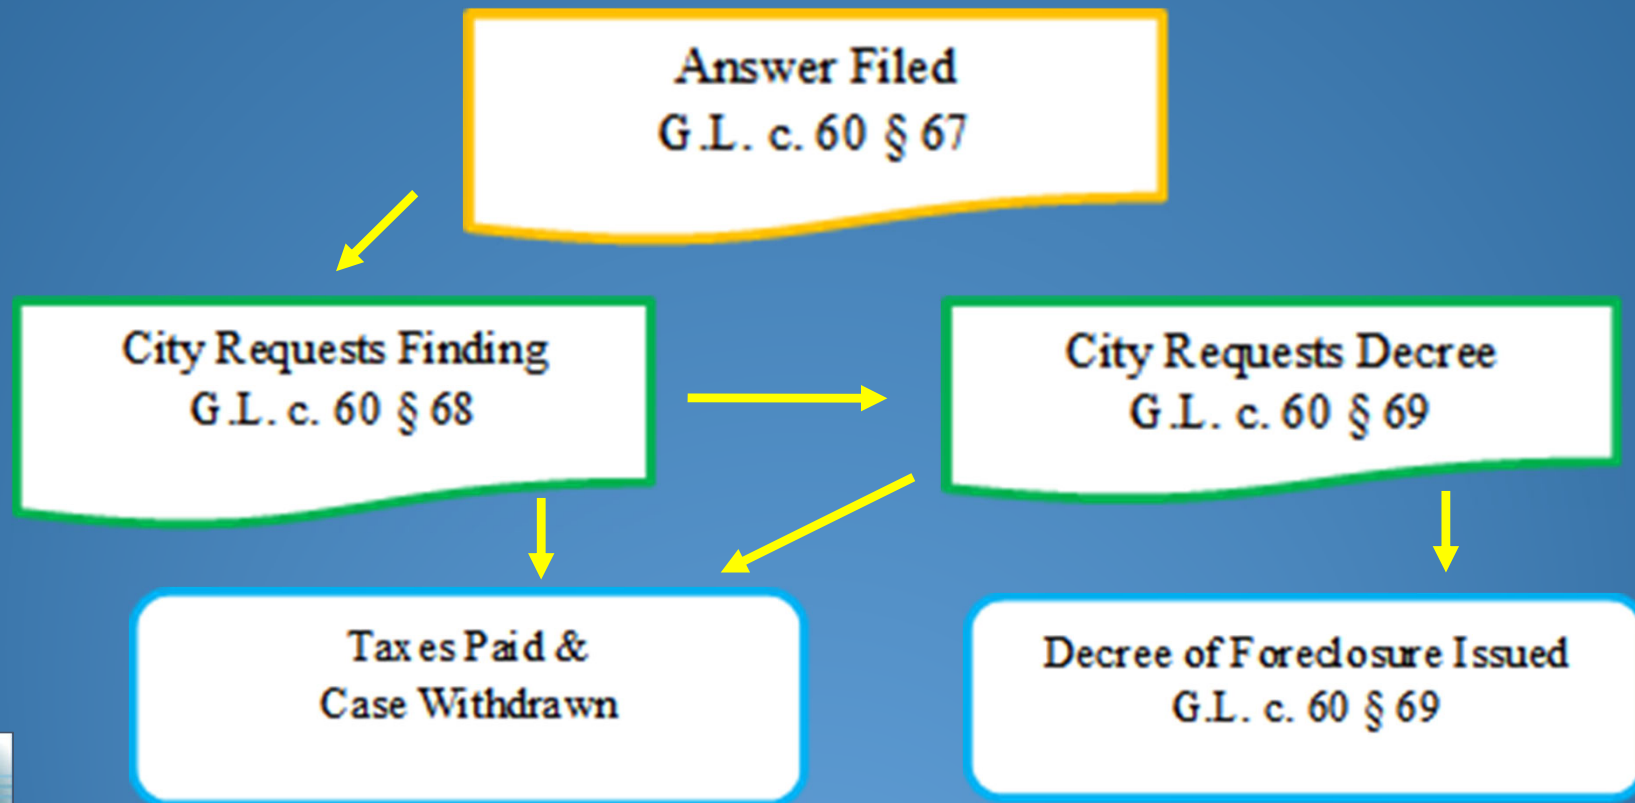 Answer Filed
G.L. c. 60 § 67
City Requests Finding
G.L. c. 60 § 68
City Requests Decree
G.L. c. 60 § 69
Taxes Paid &
Case Withdrawn
Decree of Foreclosure Issued
G.L. c. 60 § 69